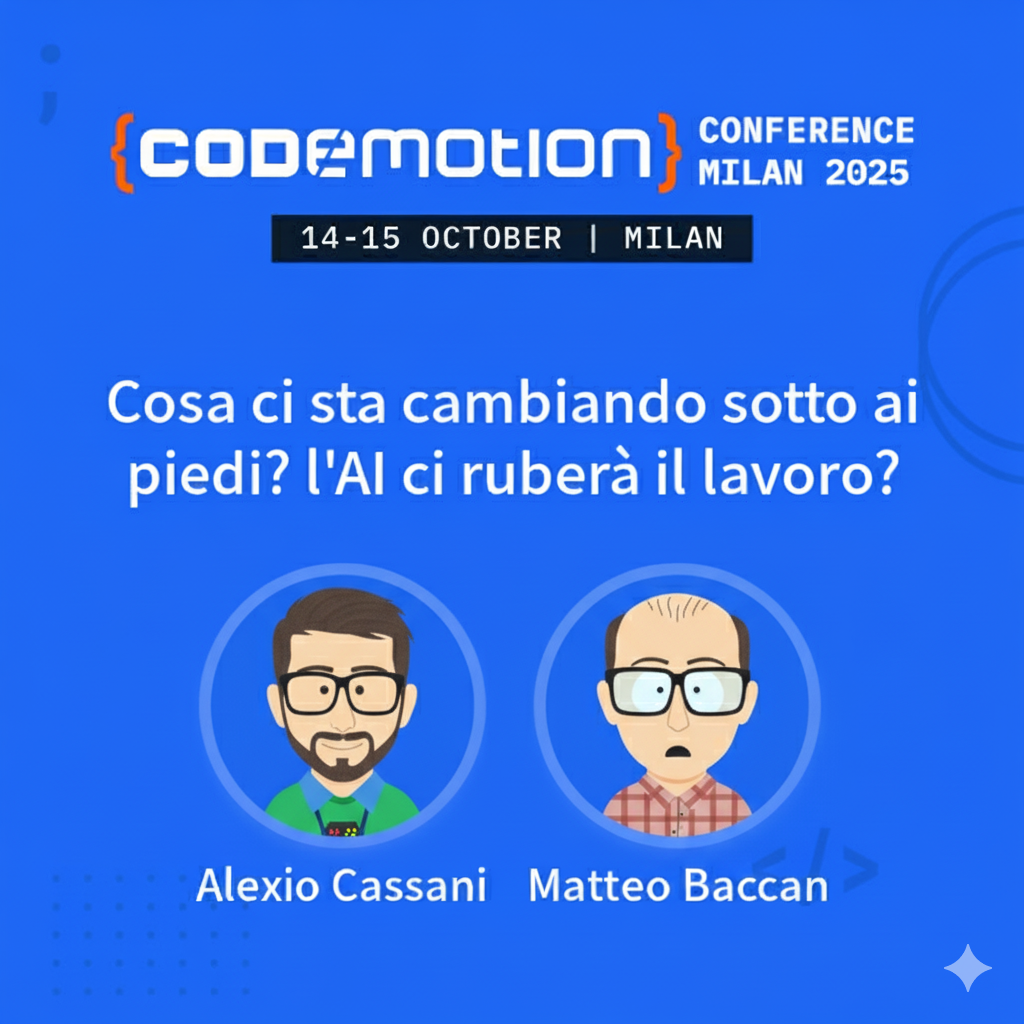 {CODEMOTION}
CONFERENCE
MILAN 2025
14-15 OCTOBER | MILAN
Cosa ci sta cambiando sotto ai
piedi? l'AI ci ruberà il lavoro?
Alexio Cassani
Matteo Baccan
;
</>